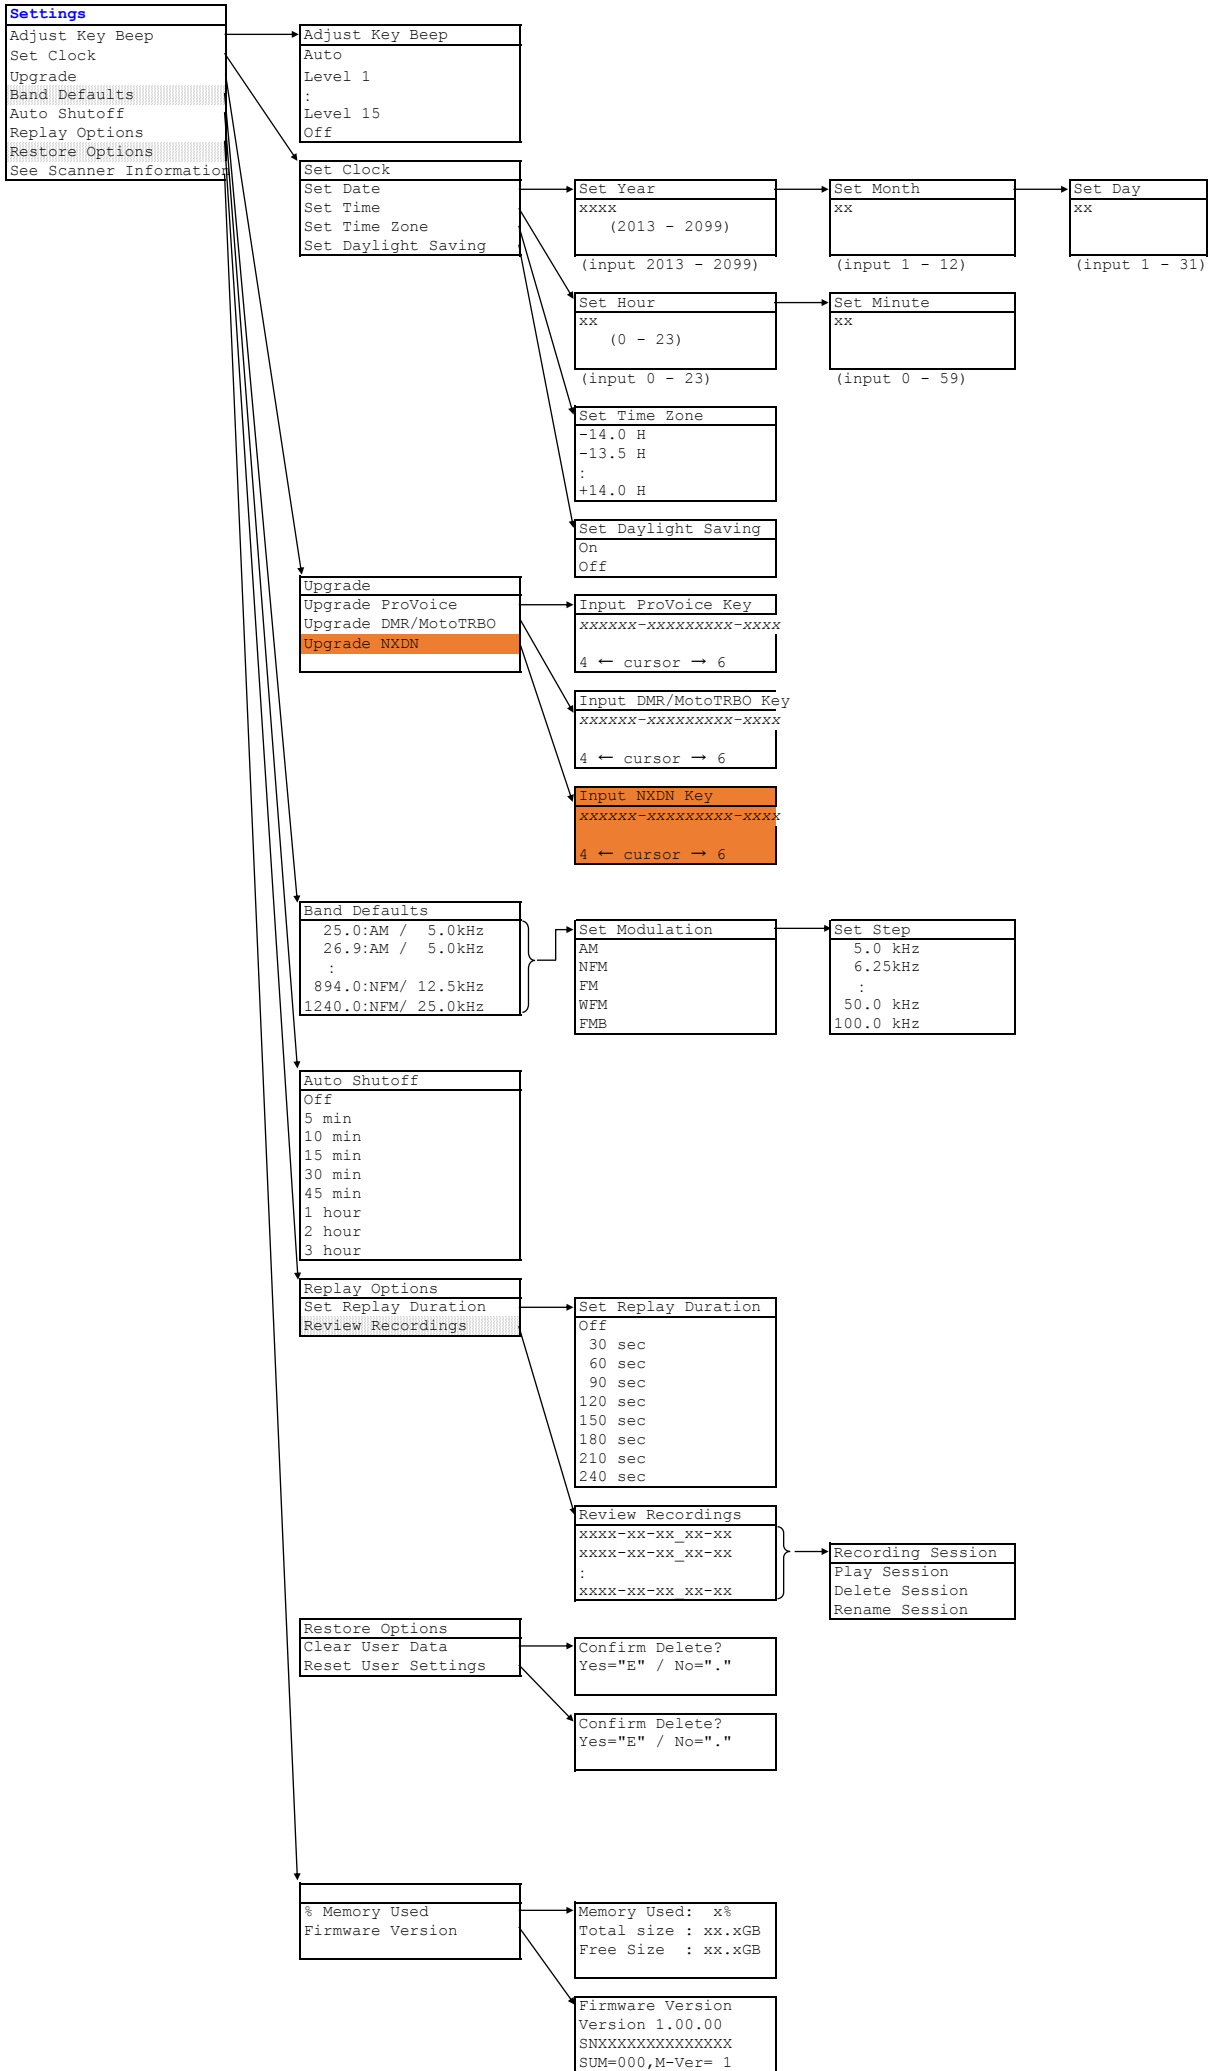 Settings
Adjust Key Beep
Set Clock
Upgrade
Band Defaults
Auto Shutoff
Replay Options
Restore Options
See Scanner Information
Adjust Key Beep
Auto
Level 1
:
Level 15
Off
Set Clock
Set Date
Set Time
Set Time Zone
Set Daylight Saving
Set Year
xxxx
(2013 - 2099)
(input 2013 - 2099)
Set Month
xx
(input 1 - 12)
Set Day
xx
(input 1 - 31)
Set Hour
xx
(0 - 23)
(input 0 - 23)
Set Minute
xx
(input 0 - 59)
Set Time Zone
-14.0 H
-13.5 H
:
+14.0 H
Set Daylight Saving
On
Off
Upgrade
Upgrade ProVoice
Upgrade DMR/MotoTRBO
Upgrade NXDN
Input ProVoice Key
xxxxxx-xxxxxxxxx-xxxx
4 ← cursor → 6
Input DMR/MotoTRBO Key
xxxxxx-xxxxxxxxx-xxxx
4 ← cursor → 6
Input NXDN Key
xxxxxx-xxxxxxxxx-xxxx
4 ← cursor → 6
Band Defaults
25.0:AM / 5.0kHz
26.9:AM / 5.0kHz
:
894.0:NFM/ 12.5kHz
1240.0:NFM/ 25.0kHz
Set Modulation
AM
NFM
FM
WFM
FMB
Set Step
5.0 kHz
6.25kHz
:
50.0 kHz
100.0 kHz
Auto Shutoff
Off
5 min
10 min
15 min
30 min
45 min
1 hour
2 hour
3 hour
Replay Options
Set Replay Duration
Review Recordings
Set Replay Duration
Off
30 sec
60 sec
90 sec
120 sec
150 sec
180 sec
210 sec
240 sec
Review Recordings
xxxx-xx-xx_xx-xx
xxxx-xx-xx_xx-xx
:
xxxx-xx-xx_xx-xx
Recording Session
Play Session
Delete Session
Rename Session
Restore Options
Clear User Data
Reset User Settings
Confirm Delete?
Yes="E" / No="."
Confirm Delete?
Yes="E" / No="."
% Memory Used
Firmware Version
Memory Used: x%
Total size : xx.xGB
Free Size : xx.xGB
Firmware Version
Version 1.00.00
SNXXXXXXXXXXXXXX
SUM=000,M-Ver= 1